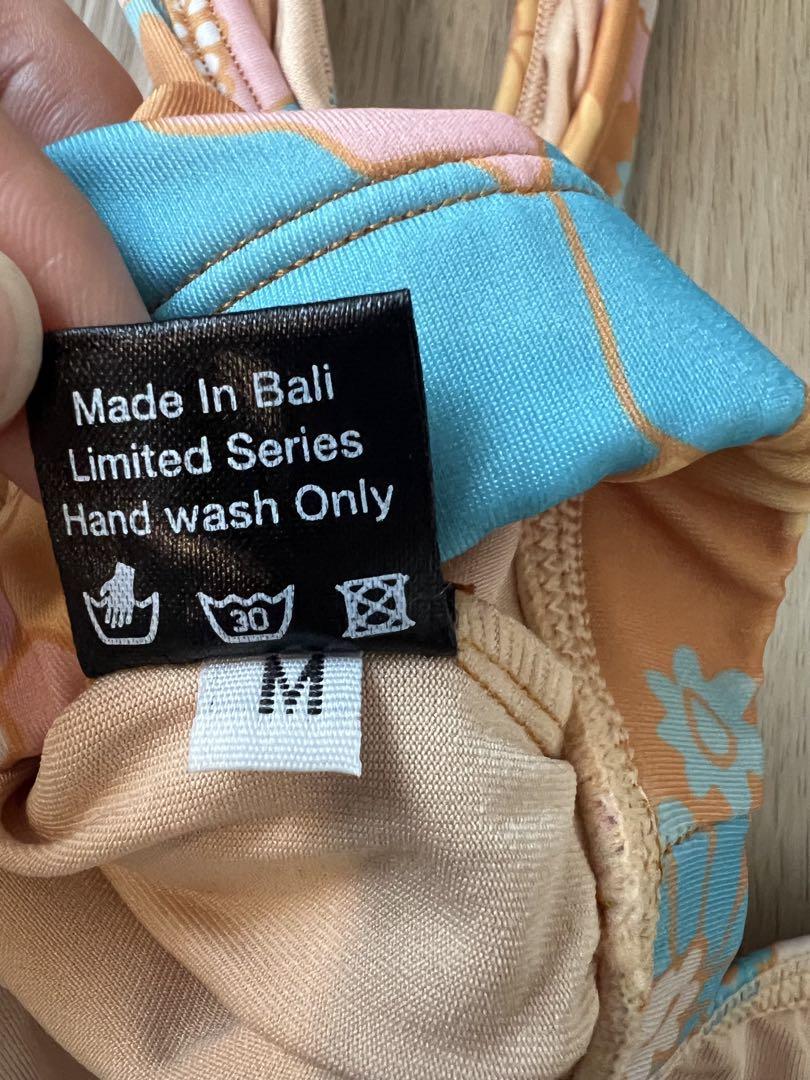 Made In Bali
Limited Series
Hand wash Only
30
M